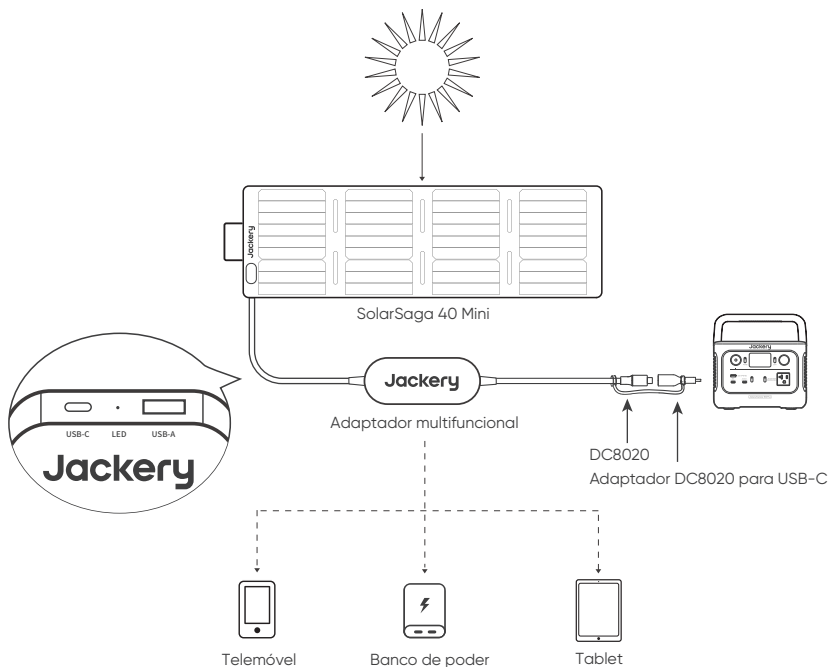 Jackery
SolarSaga 40 Mini
Jackery
Jackery
Adaptador multifuncional
USB-C LED USB-A
Jackery
DC8020
Adaptador DC8020 para USB-C
Telemóvel
Banco de poder
Tablet